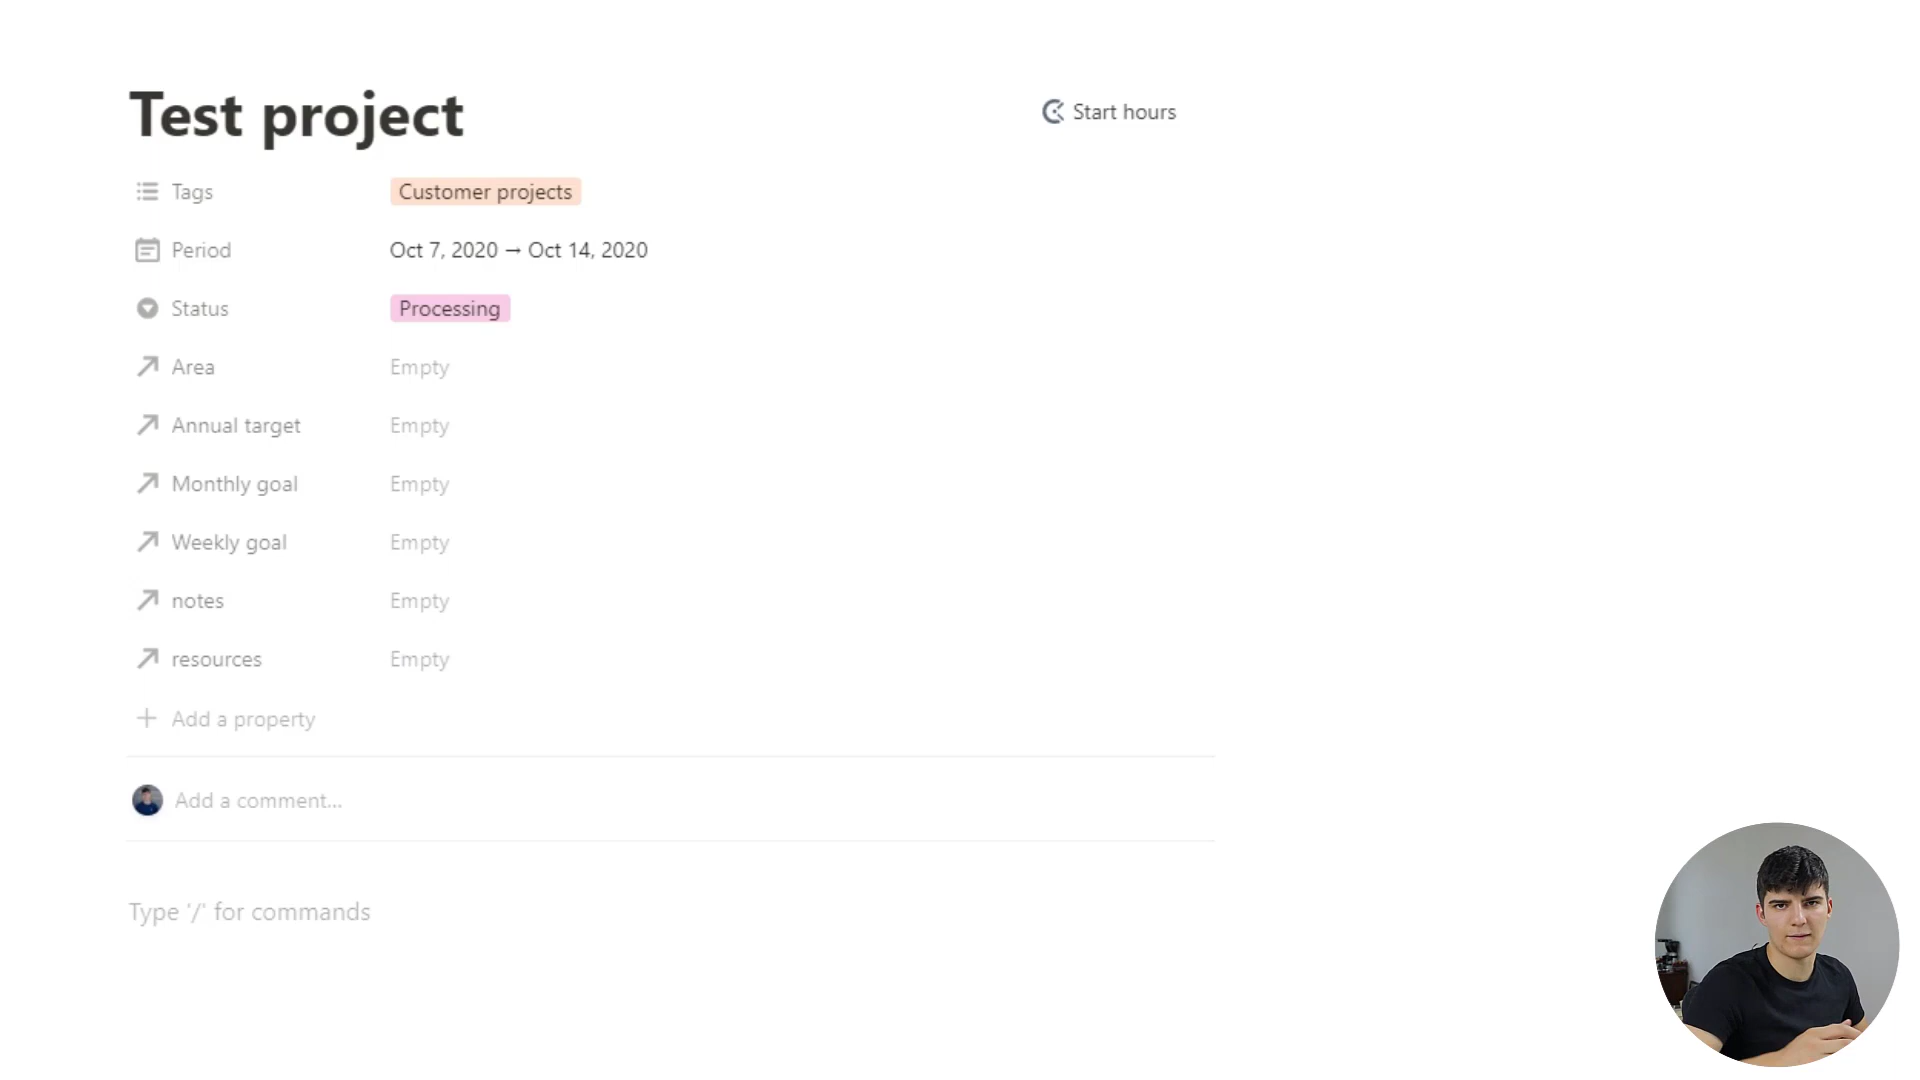 Test project
Start hours
Tags
Customer projects
Period
Oct 7, 2020 → Oct 14, 2020
Status
Processing
Area
Empty
Annual target
Empty
Monthly goal
Empty
Weekly goal
Empty
notes
Empty
resources
Empty
Add a property
Add a comment...
Type '/' for commands